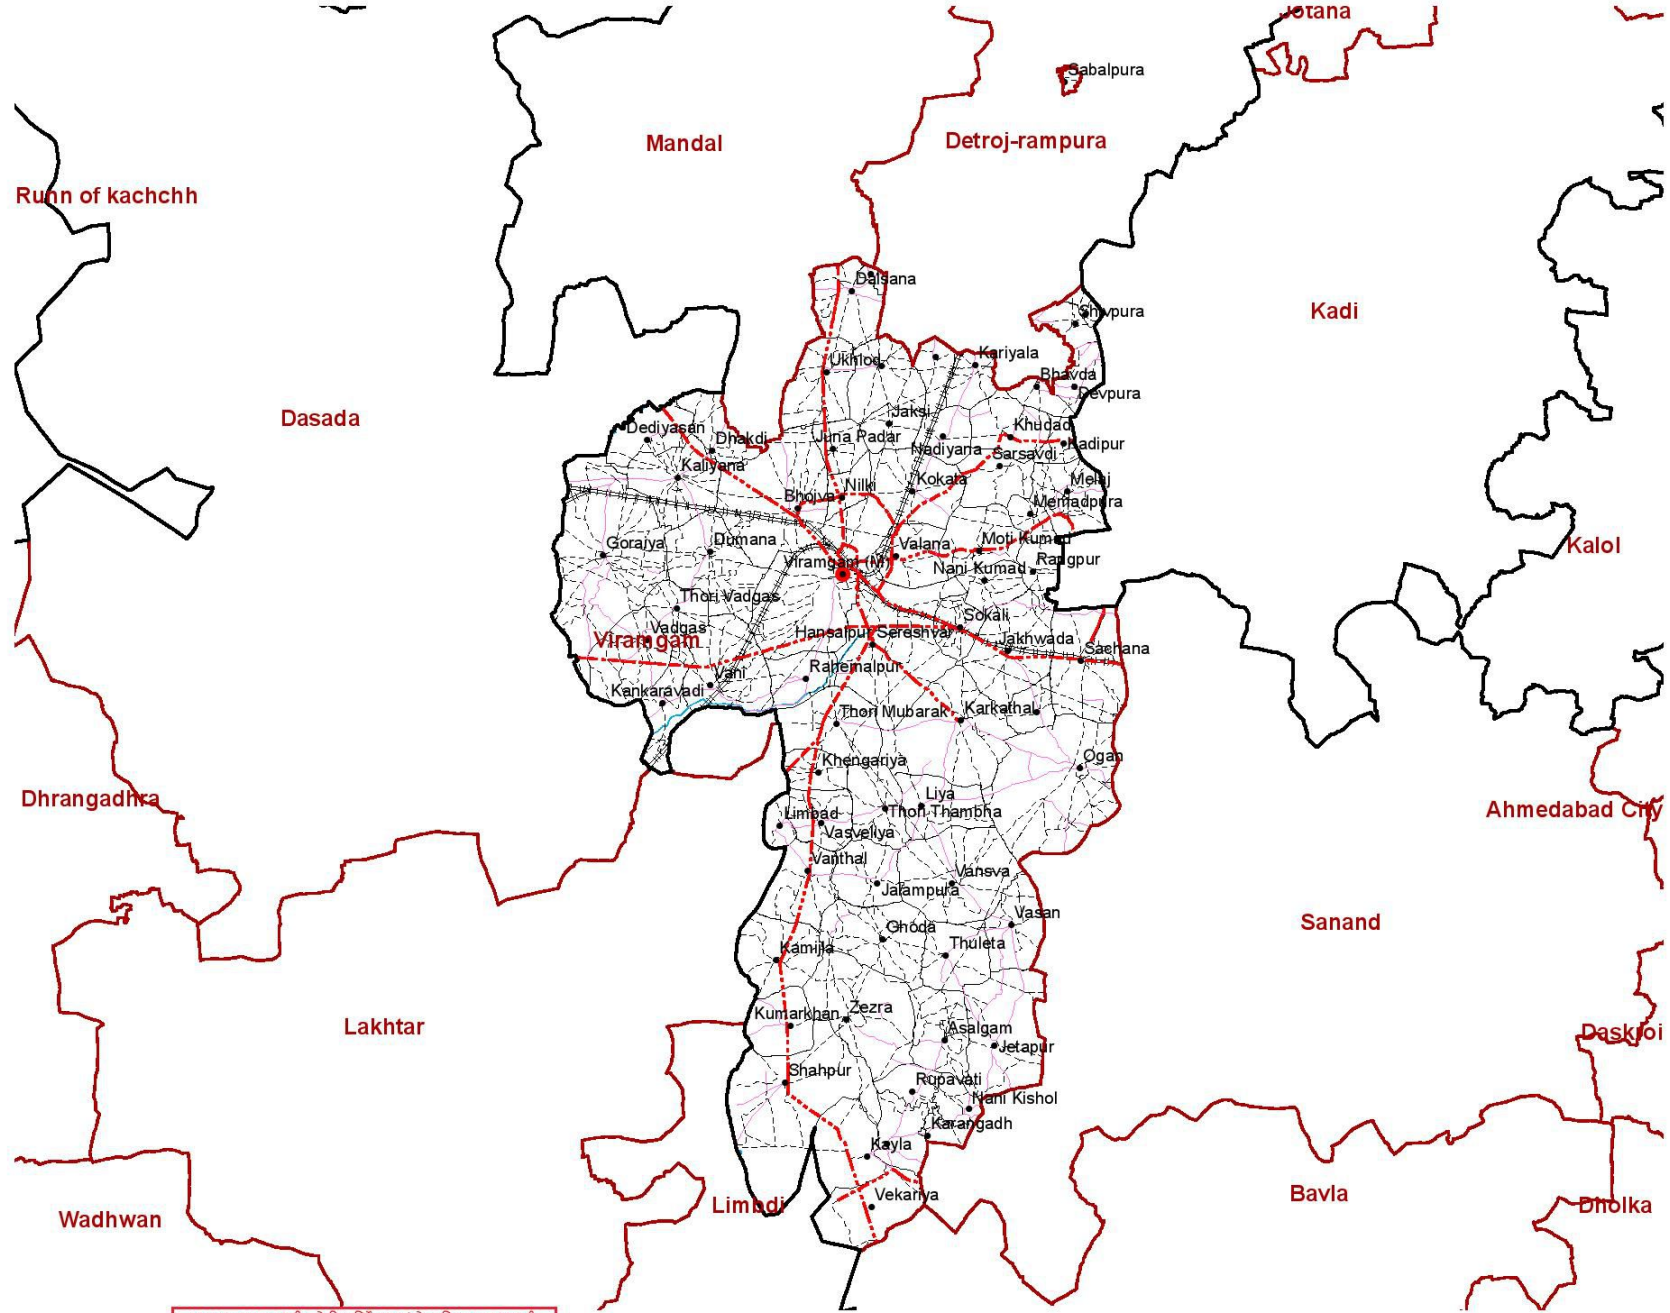 Jotana
Sabalpura
Mandal
Detroj-rampura
Runn of kachchh
Dalsana
Shivpura
Kadi
Ukhlod
Kariyala
Bhavda
Devpura
Dasada
Jaksi
Dediyasan
Dhakdi
Juna Padar
Nadiyana
Khudad
Kadipur
Sarsavdi
Kaliyana
Bhojva
Nilki
Kokata
Melaj
Memadpura
Goraiya
Dumana
Viramgam (M)
Valana
Moti Kumad
Kalol
Nani Kumad
Rangpur
Thori Vadgas
Vadgas
Viramgam
Hansalpur Sereshvar
Sokali
Jakhwada
Sachana
Vani
Rahemalpur
Kankaravadi
Thori Mubarak
Karkathal
Khengariya
Ogan
Dhrangadhra
Liya
Limbad
Thori Thambha
Ahmedabad City
Vasveliya
Vanthal
Jalampura
Vansva
Vasan
Ghoda
Sanand
Kamijla
Thuleta
Lakhtar
Kumarkhan
Zezra
Asalgam
Jetapur
Daskroi
Shahpur
Rupavati
Nani Kishol
Karangadh
Kayla
Wadhwan
Limbdi
Vekariya
Bavla
Dholka